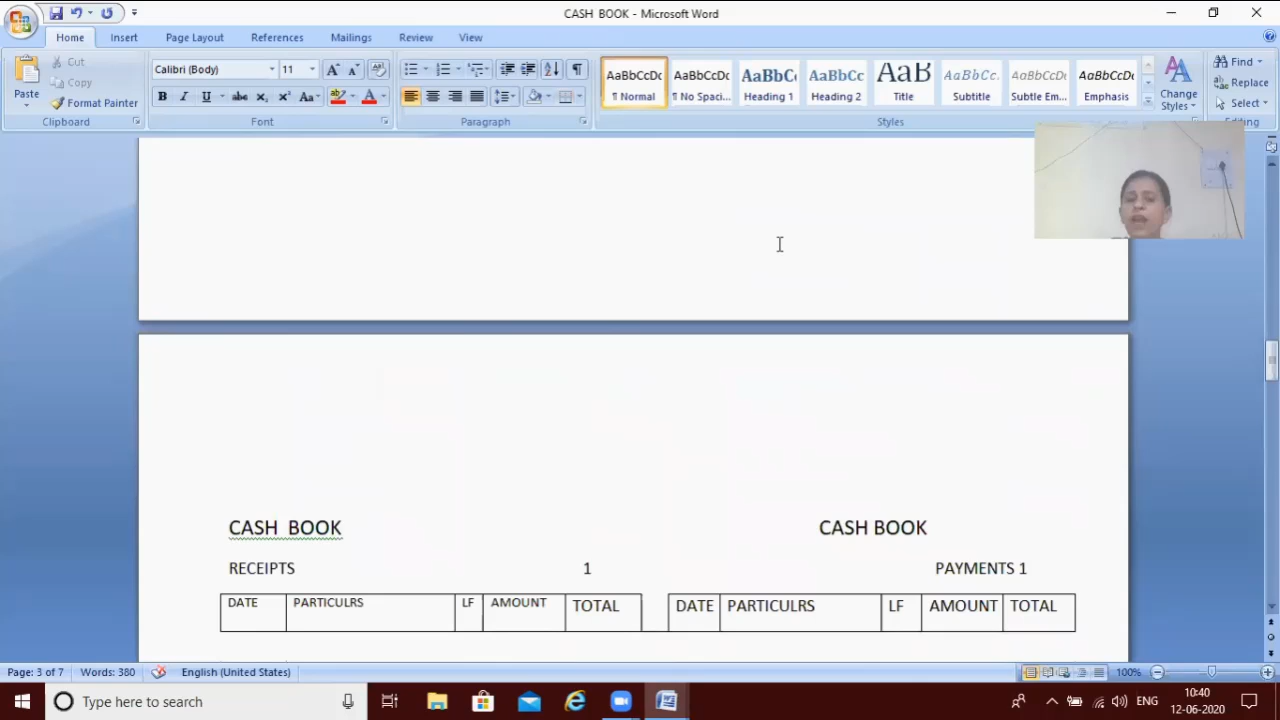 CASH  BOOK - Microsoft Word
Home Insert Page Layout References Mailings Review View
Paste
Cut
Copy
Format Painter
Clipboard
Calibri (Body) 11
Font
Paragraph
AaBbCcDc AaBbCcDc AaBbC AaBbCc AaB AaBbCc. AaBbCcDc AaBbCcDc
¶ Normal ¶ No Spaci... Heading 1 Heading 2 Title Subtitle Subtle Em... Emphasis
Change Styles
Styles
Find
Replace
Select
Editing
CASH  BOOK CASH BOOK
RECEIPTS 1 PAYMENTS 1
DATE PARTICULRS LF AMOUNT TOTAL DATE PARTICULRS LF AMOUNT TOTAL
Page: 3 of 7 Words: 380 English (United States) 100%
Type here to search
ENG
10:40
12-06-2020